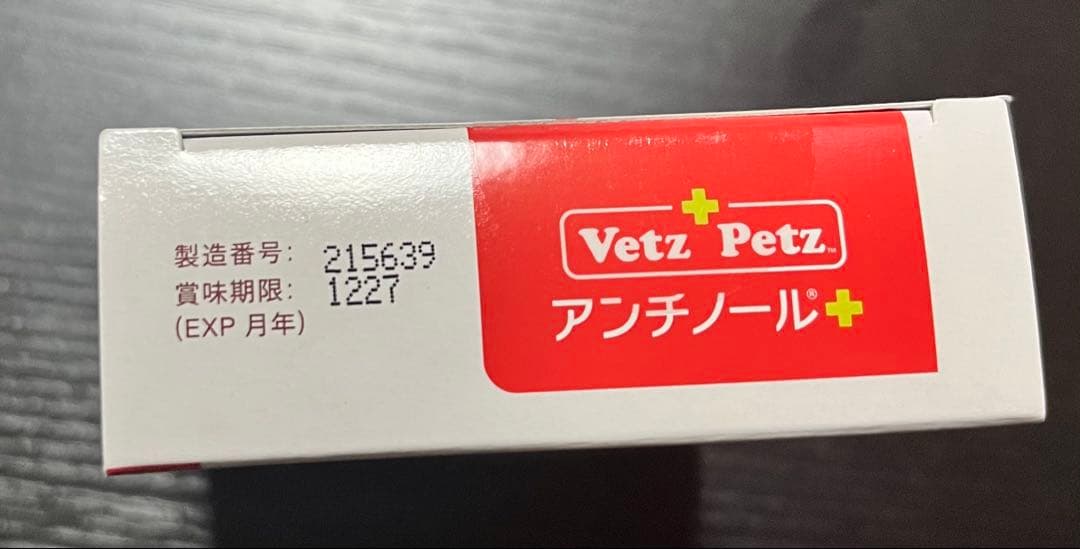 製造番号: 215639
賞味期限: 1227
(EXP 月年)
Vetz Petz™
アンチノール®